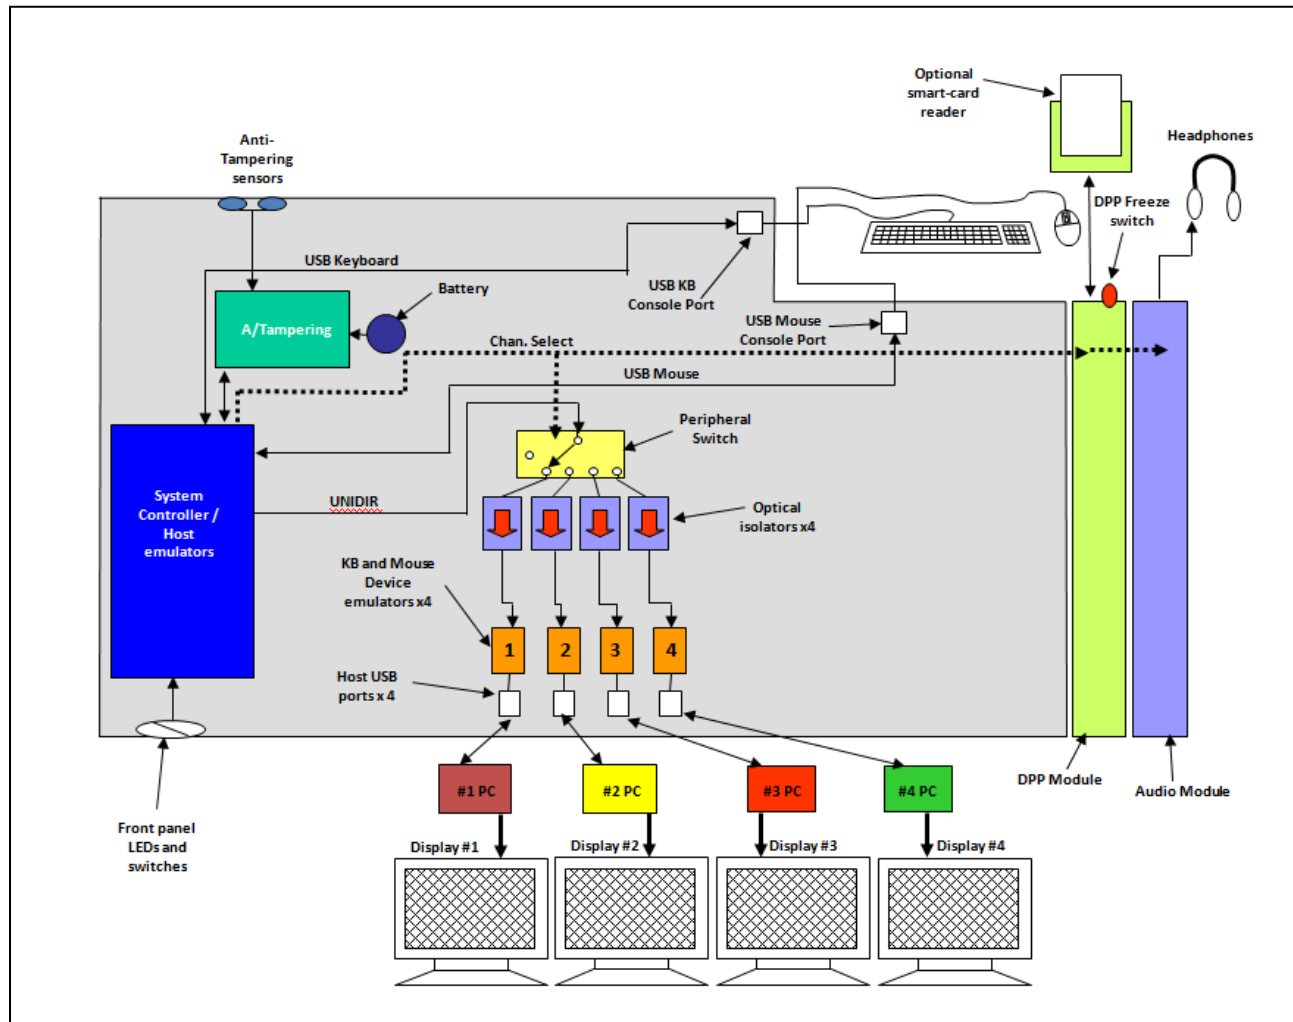 Optional
smart-card
reader
Headphones
Anti-
Tampering
sensors
DPP Freeze
switch
USB Keyboard
USB KB
Console Port
Battery
A/Tampering
USB Mouse
Console Port
Chan. Select
USB Mouse
Peripheral
Switch
System
Controller /
Host
emulators
UNIDIR
Optical
isolators x4
KB and Mouse
Device
emulators x4
1
2
3
4
Host USB
ports x 4
#1 PC
#2 PC
#3 PC
#4 PC
DPP Module
Audio Module
Front panel
LEDs and
switches
Display #1
Display #2
Display #3
Display #4